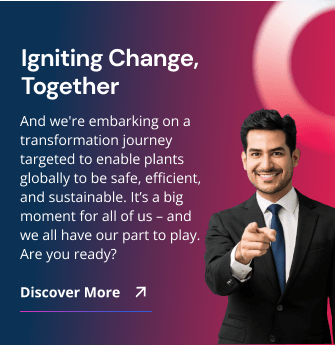 Igniting Change,
Together
And we're embarking on a
transformation journey
targeted to enable plants
globally to be safe, efficient,
and sustainable. It's a big
moment for all of us – and
we all have our part to play.
Are you ready?
Discover More